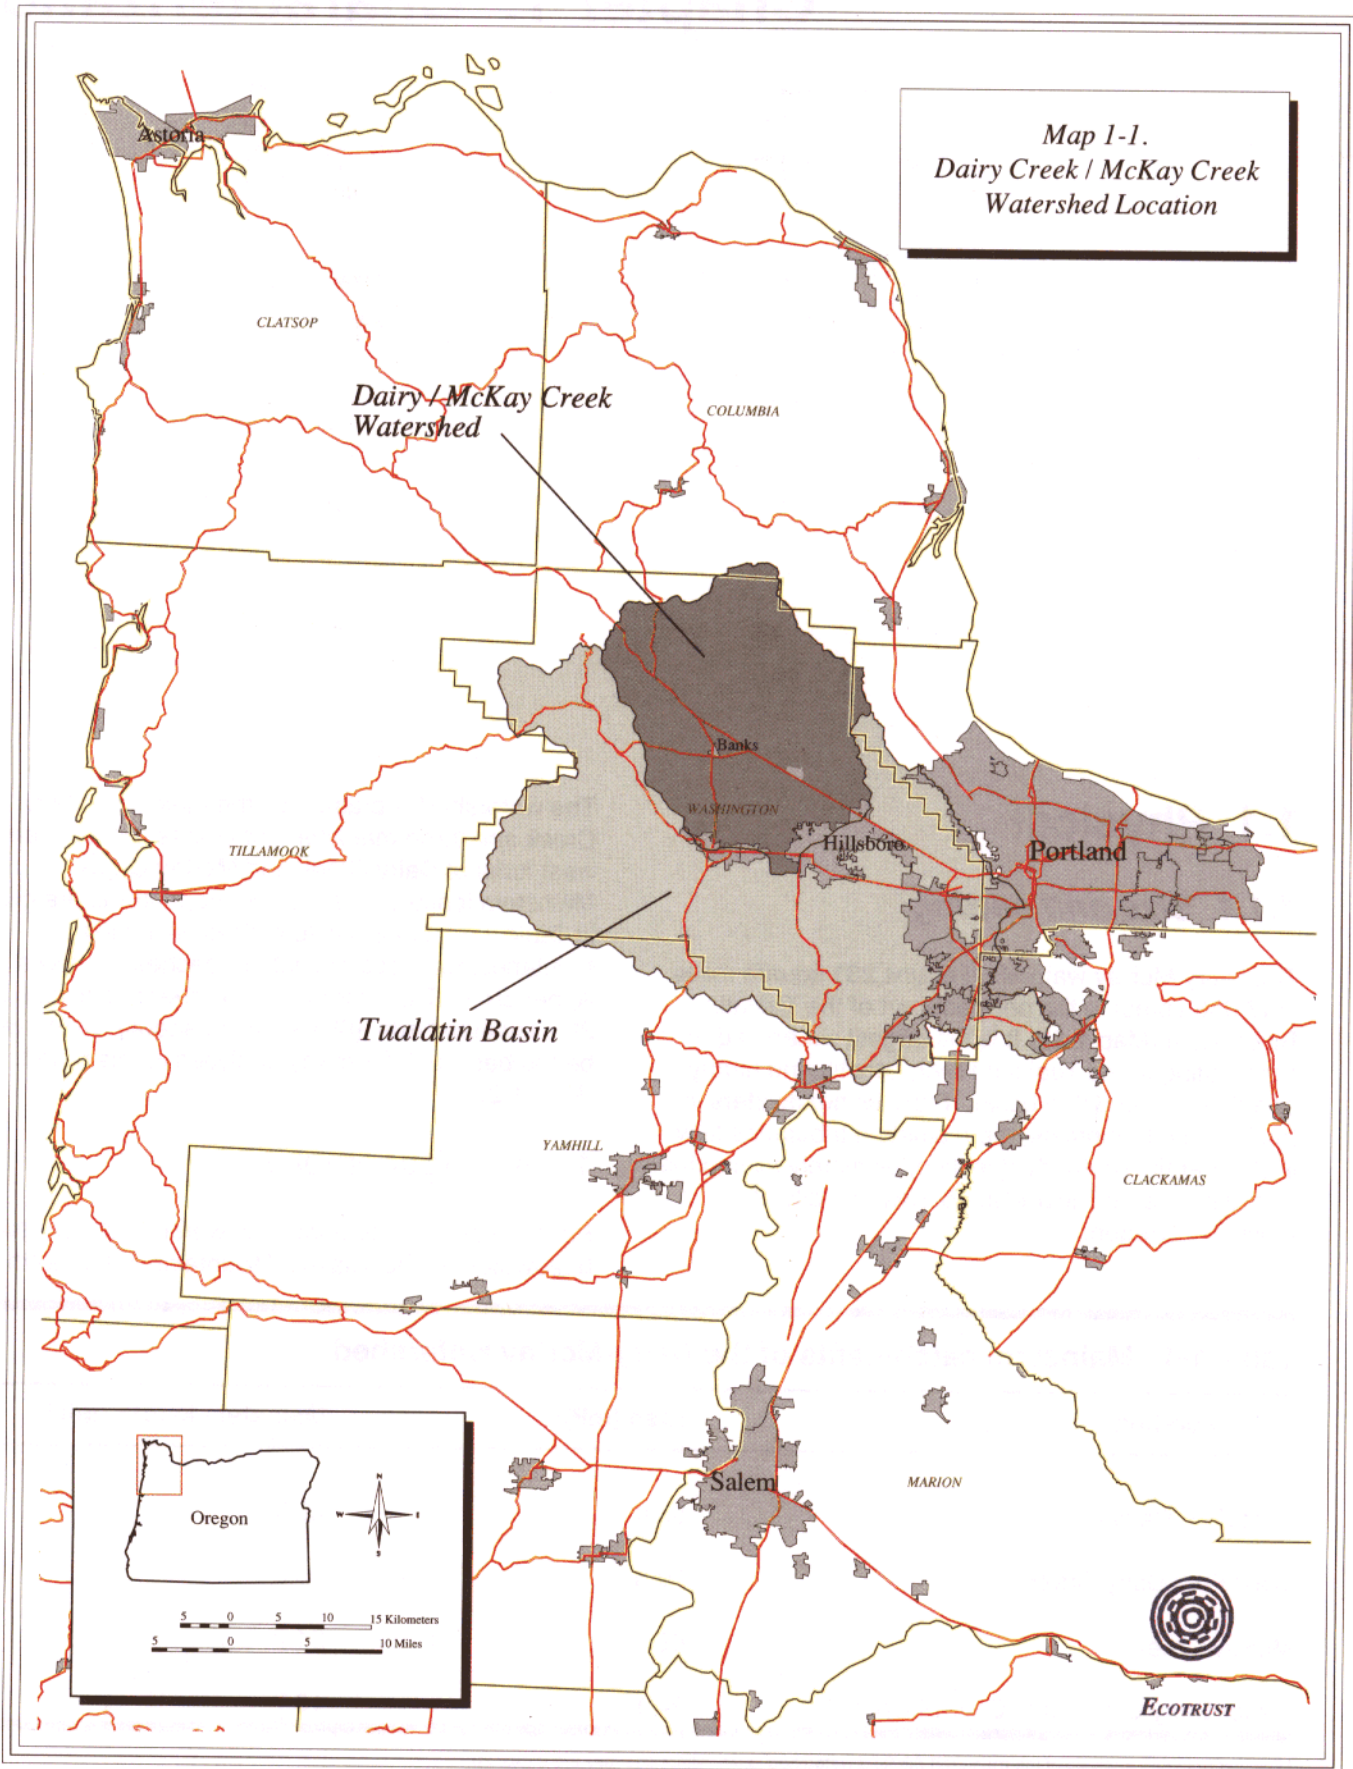 Map 1-1.
Dairy Creek / McKay Creek
Watershed Location
Astoria
CLATSOP
Dairy / McKay Creek
Watershed
COLUMBIA
Banks
WASHINGTON
Hillsboro
Portland
TILLAMOOK
Tualatin Basin
YAMHILL
CLACKAMAS
Salem
MARION
Oregon
N
W
E
S
5 0 5 10 15 Kilometers
5 0 5 10 Miles
ECOTRUST